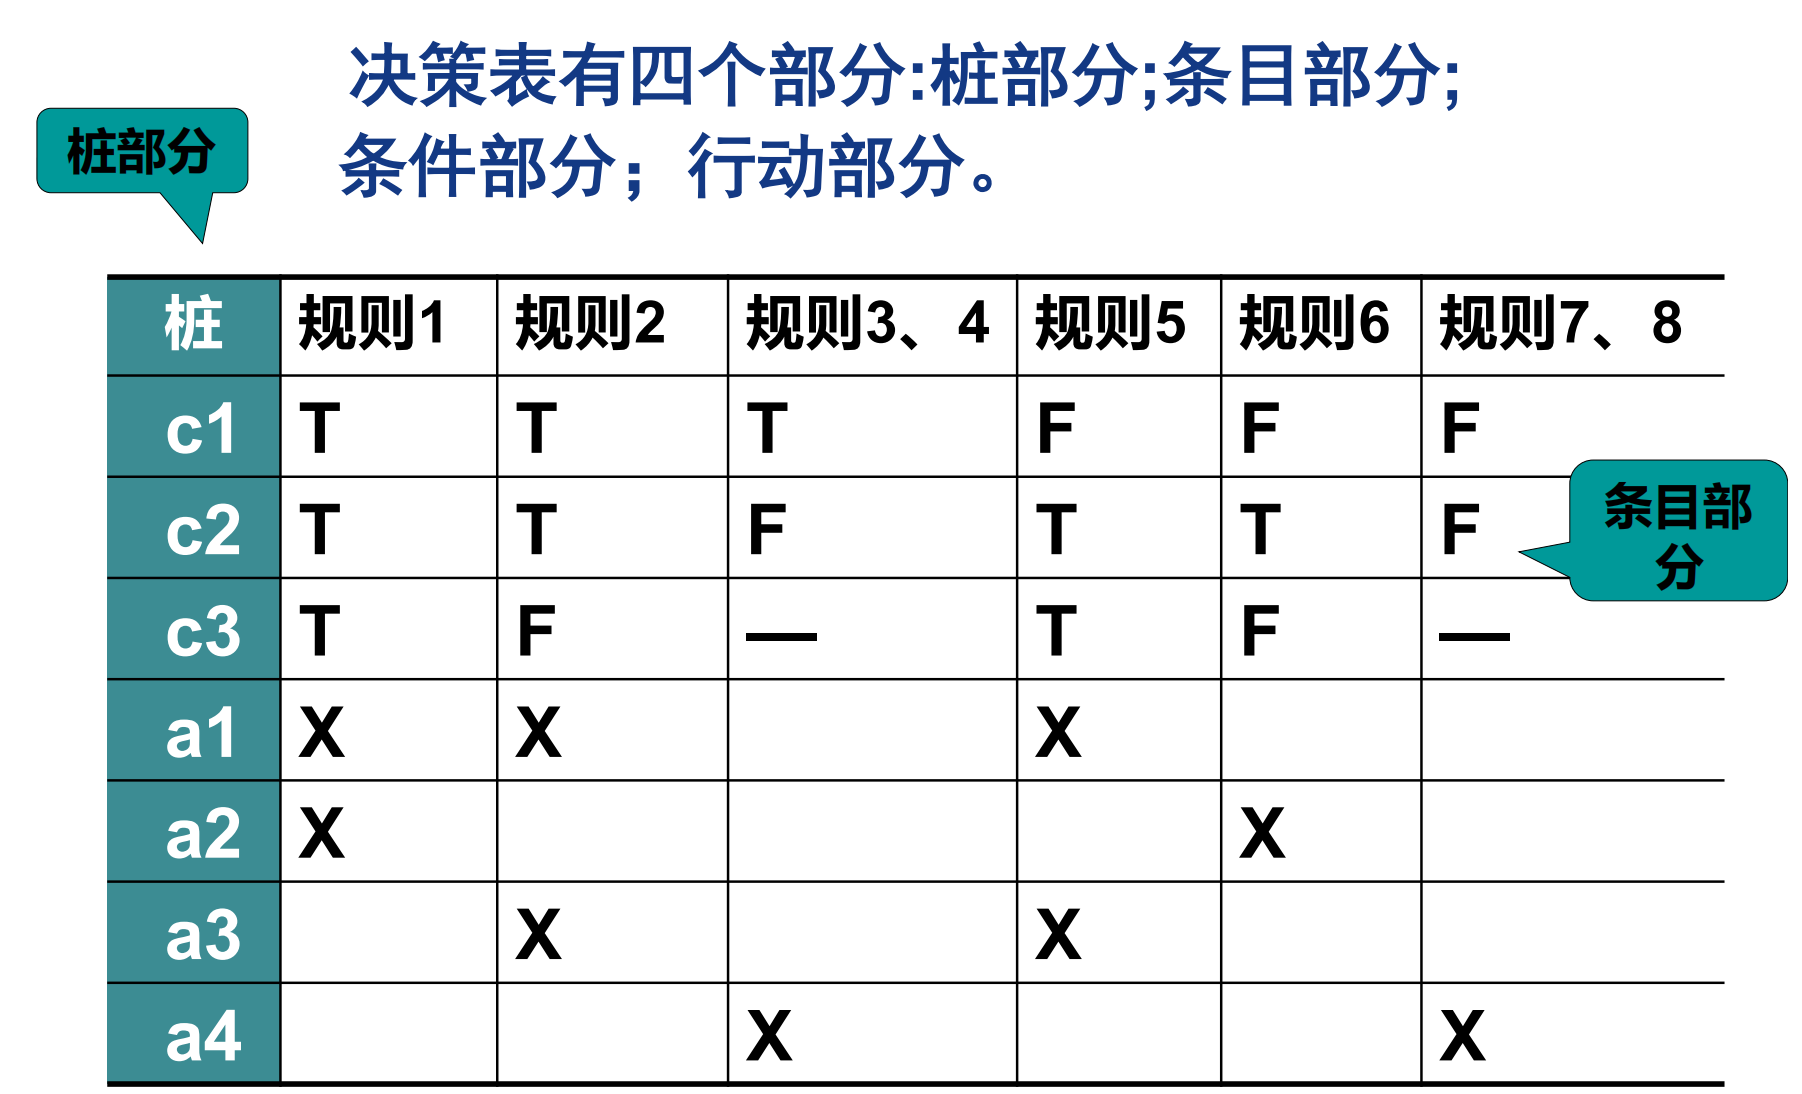 决策表有四个部分:桩部分;条目部分;
条件部分；行动部分。
桩部分
桩 规则1 规则2 规则3、4 规则5 规则6 规则7、8
c1 T T T F F F
c2 T T F T T F
条目部
分
c3 T F — T F —
a1 X X X
a2 X X
a3 X X
a4 X X